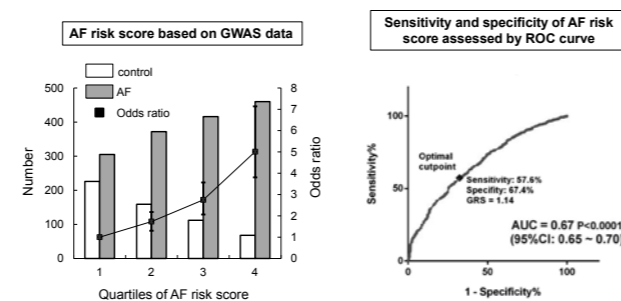 AF risk score based on GWAS data
control
AF
Odds ratio
500
400
300
200
100
0
Number
8
7
6
5
4
3
2
1
0
Odds ratio
1 2 3 4
Quartiles of AF risk score
Sensitivity and specificity of AF risk
score assessed by ROC curve
100
50
0
Sensitivity%
Optimal
cutpoint
Sensitivity: 57.6%
Specifity: 67.4%
GRS = 1.14
AUC = 0.67 P<0.0001
(95%CI: 0.65 ~ 0.70)
0 50 100
1 - Specificity%